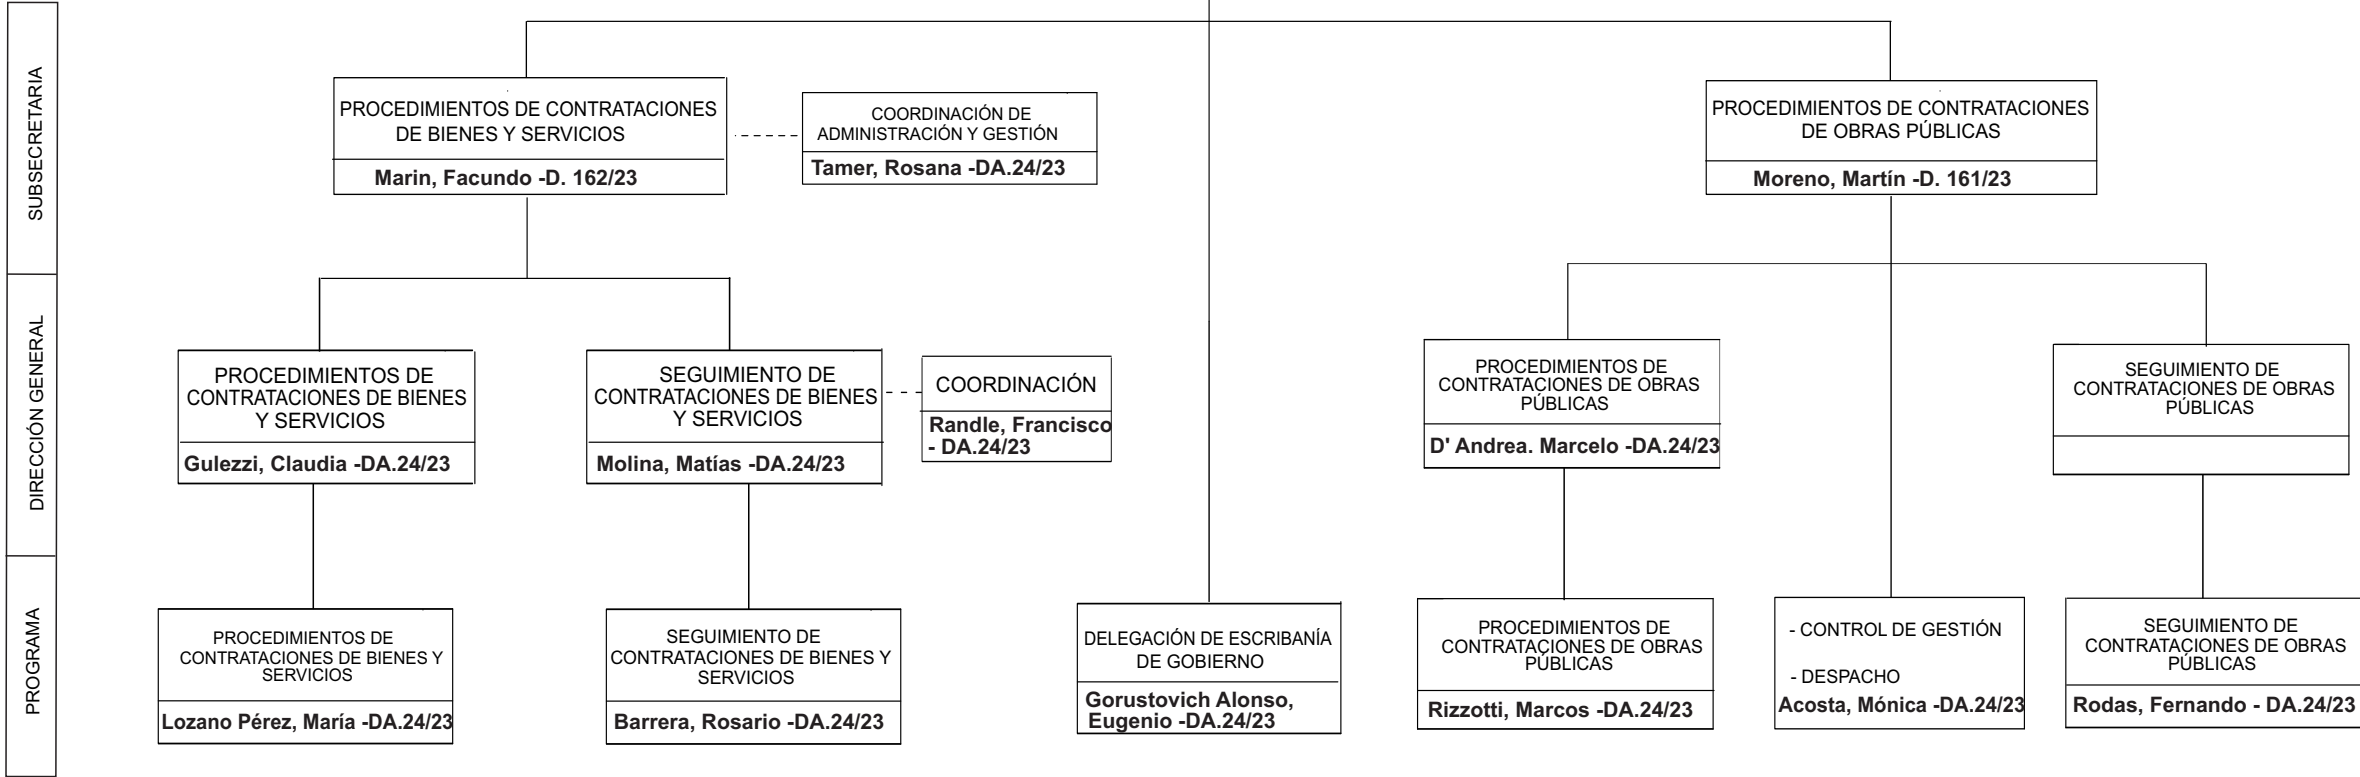 SUBSECRETARIA
PROCEDIMIENTOS DE CONTRATACIONES
DE BIENES Y SERVICIOS
Marin, Facundo -D. 162/23
COORDINACIÓN DE
ADMINISTRACIÓN Y GESTIÓN
Tamer, Rosana -DA.24/23
PROCEDIMIENTOS DE CONTRATACIONES
DE OBRAS PÚBLICAS
Moreno, Martín -D. 161/23
DIRECCIÓN GENERAL
PROCEDIMIENTOS DE
CONTRATACIONES DE BIENES
Y SERVICIOS
Gulezzi, Claudia -DA.24/23
SEGUIMIENTO DE
CONTRATACIONES DE BIENES
Y SERVICIOS
Molina, Matías -DA.24/23
COORDINACIÓN
Randle, Francisco
- DA.24/23
PROCEDIMIENTOS DE
CONTRATACIONES DE OBRAS
PÚBLICAS
D' Andrea. Marcelo -DA.24/23
SEGUIMIENTO DE
CONTRATACIONES DE OBRAS
PÚBLICAS
PROGRAMA
PROCEDIMIENTOS DE
CONTRATACIONES DE BIENES Y
SERVICIOS
Lozano Pérez, María -DA.24/23
SEGUIMIENTO DE
CONTRATACIONES DE BIENES Y
SERVICIOS
Barrera, Rosario -DA.24/23
DELEGACIÓN DE ESCRIBANÍA
DE GOBIERNO
Gorustovich Alonso,
Eugenio -DA.24/23
PROCEDIMIENTOS DE
CONTRATACIONES DE OBRAS
PÚBLICAS
Rizzotti, Marcos -DA.24/23
- CONTROL DE GESTIÓN
- DESPACHO
Acosta, Mónica -DA.24/23
SEGUIMIENTO DE
CONTRATACIONES DE OBRAS
PÚBLICAS
Rodas, Fernando - DA.24/23